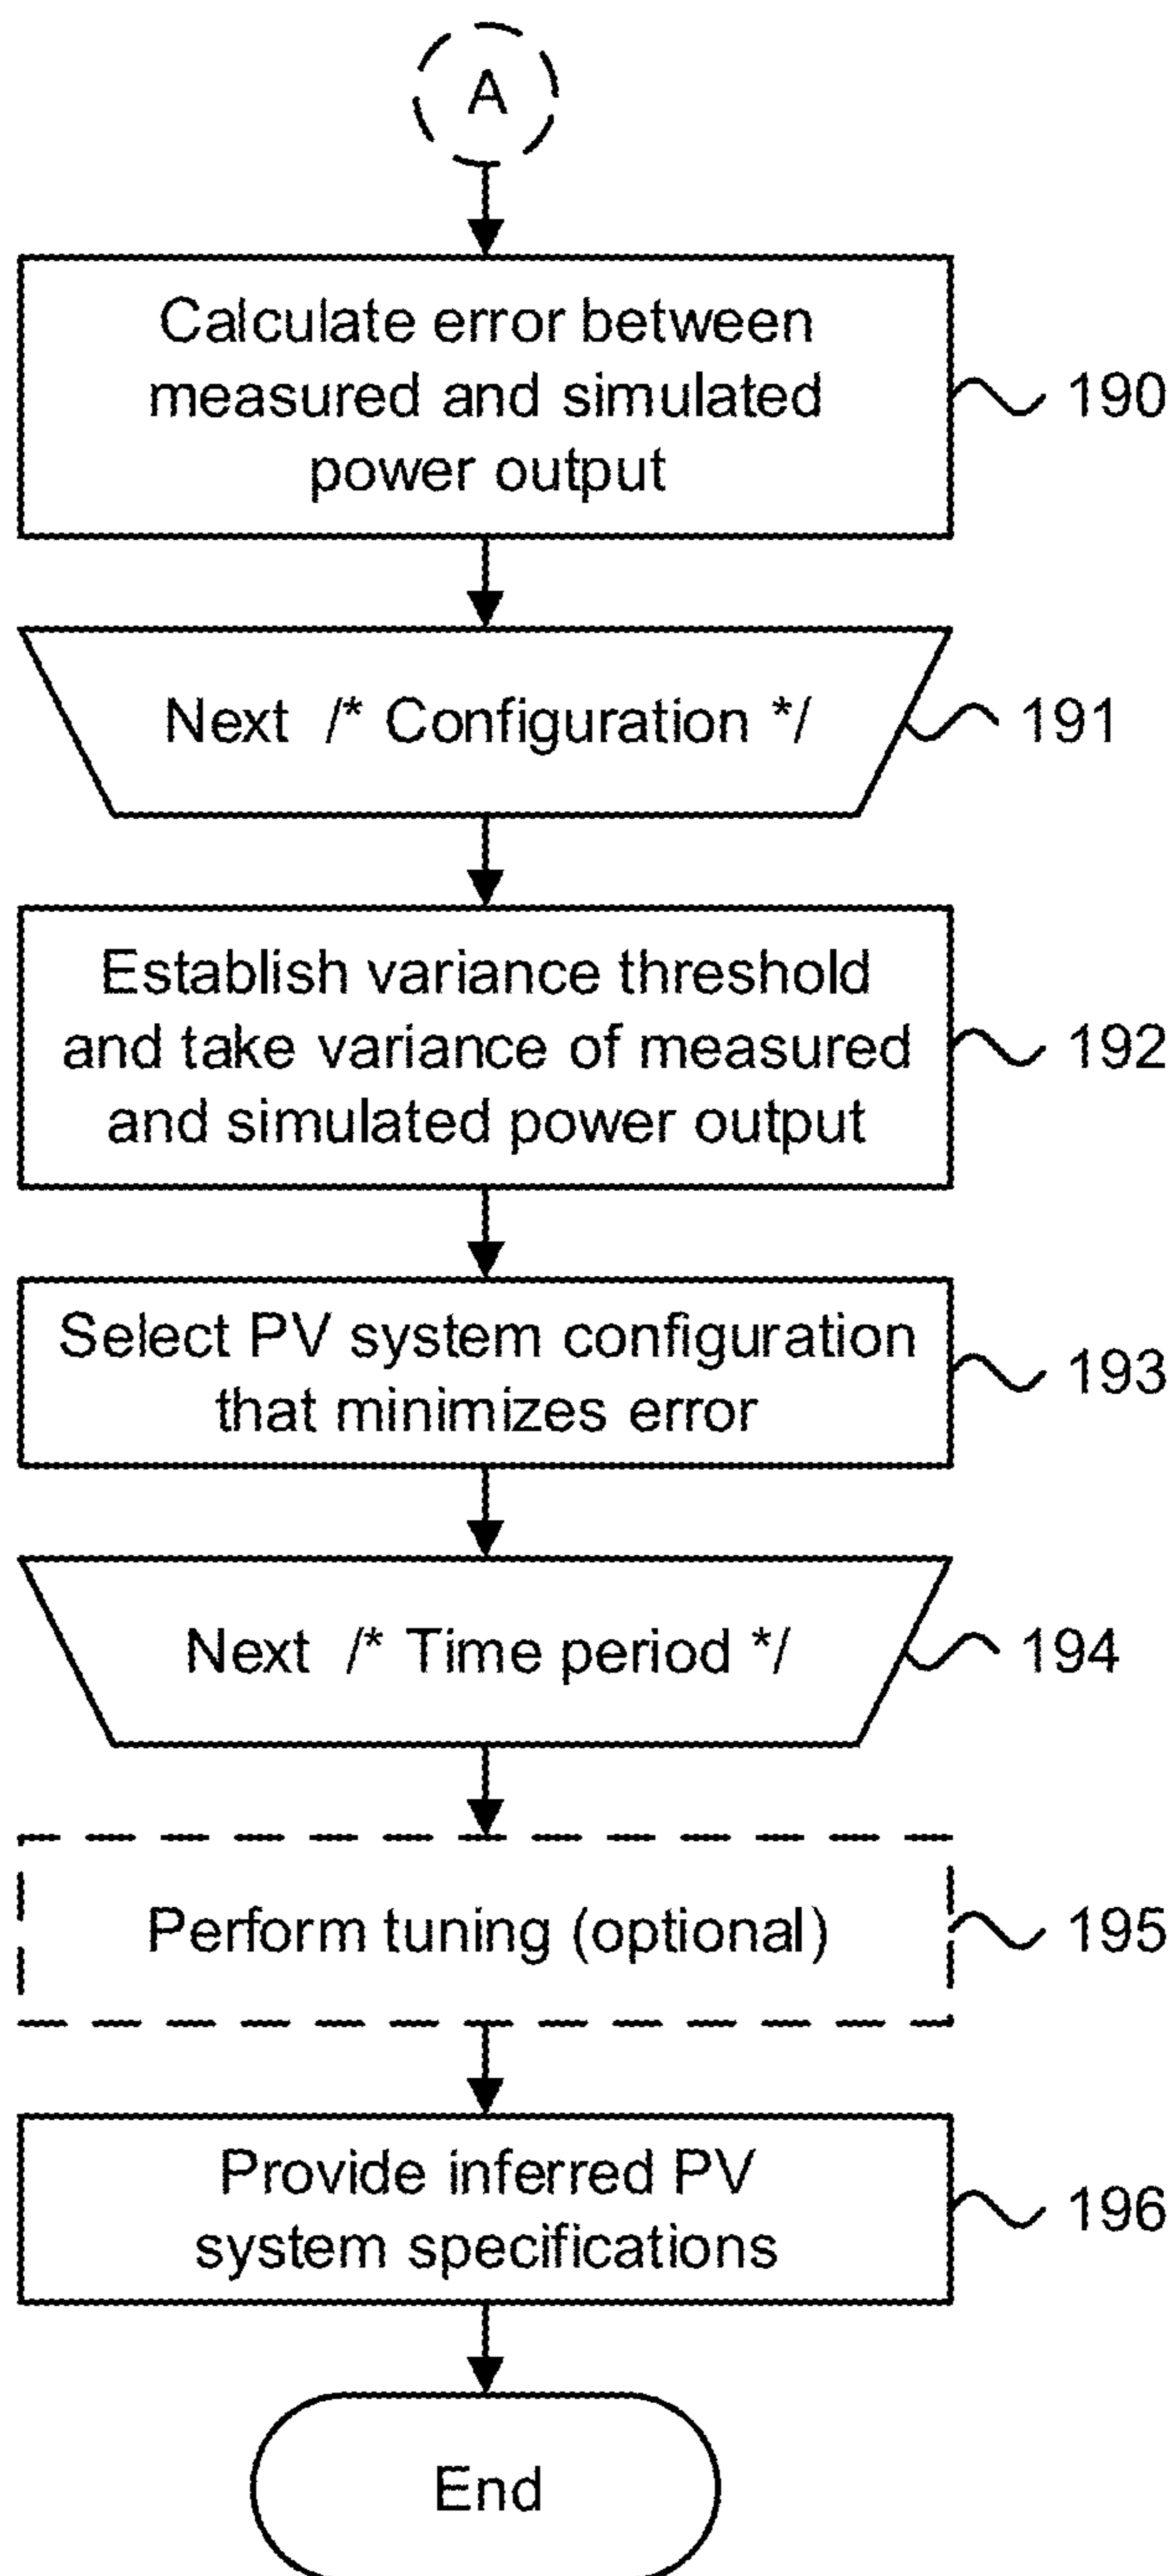 A
Calculate error between
measured and simulated
power output
190
Next /* Configuration */
191
Establish variance threshold
and take variance of measured
and simulated power output
192
Select PV system configuration
that minimizes error
193
Next /* Time period */
194
Perform tuning (optional)
195
Provide inferred PV
system specifications
196
End